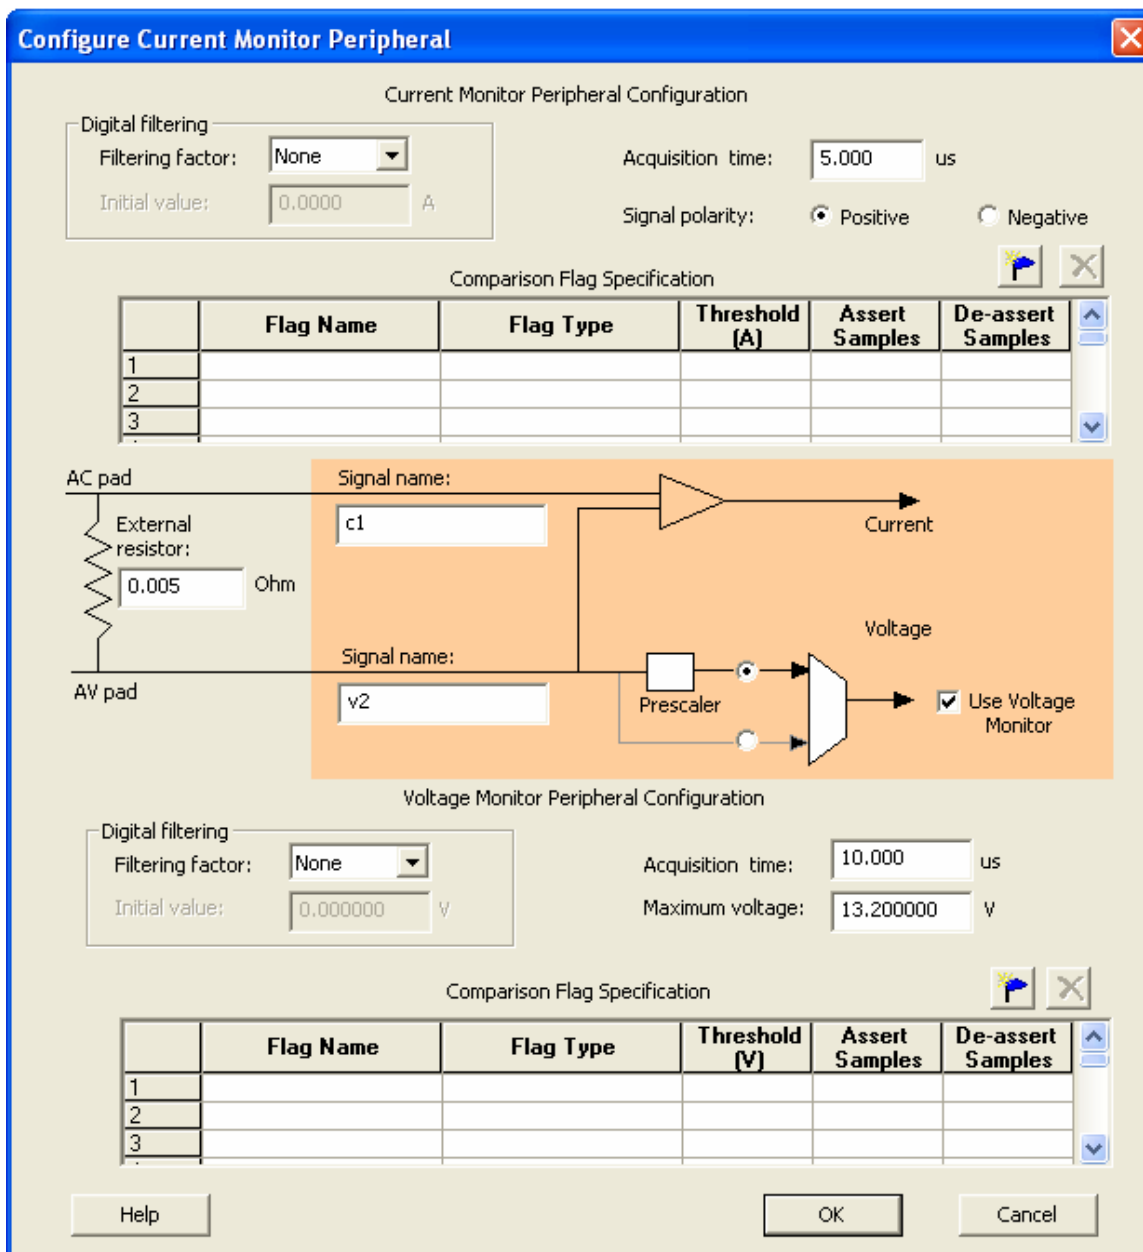 Configure Current Monitor Peripheral
Current Monitor Peripheral Configuration
Digital filtering
Filtering factor: None
Acquisition time: 5.000 us
Initial value: 0.0000 A
Signal polarity: Positive Negative
Comparison Flag Specification
Flag Name Flag Type Threshold (A) Assert Samples De-assert Samples
1
2
3
AC pad
Signal name:
c1
Current
External resistor:
0.005 Ohm
Voltage
Signal name:
AV pad
v2
Prescaler
Use Voltage Monitor
Voltage Monitor Peripheral Configuration
Digital filtering
Filtering factor: None
Acquisition time: 10.000 us
Initial value: 0.000000 V
Maximum voltage: 13.200000 V
Comparison Flag Specification
Flag Name Flag Type Threshold (V) Assert Samples De-assert Samples
1
2
3
Help OK Cancel